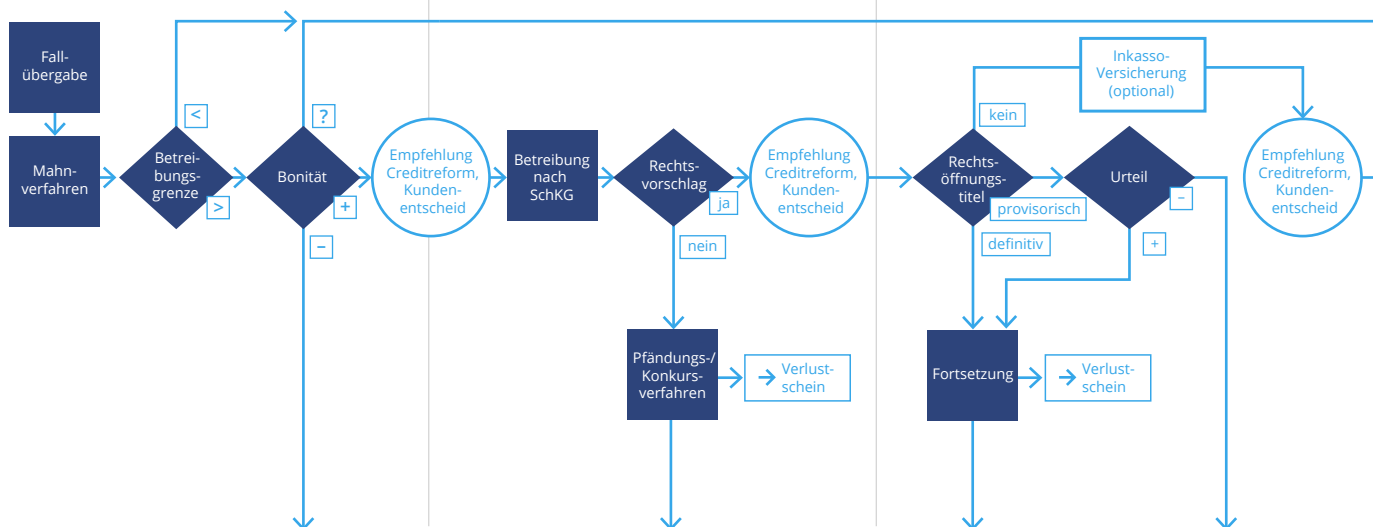 Fall-
übergabe
Mahn-
verfahren
<
Betrei-
bungs-
grenze
>
?
Bonität
+
–
Empfehlung
Creditreform,
Kunden-
entscheid
Betreibung
nach
SchKG
Rechts-
vorschlag
ja
nein
Pfändungs-/
Konkurs-
verfahren
→ Verlust-
schein
Empfehlung
Creditreform,
Kunden-
entscheid
Inkasso-
Versicherung
(optional)
kein
Rechts-
öffnungs-
titel
provisorisch
definitiv
Urteil
–
+
Fortsetzung
→ Verlust-
schein
Empfehlung
Creditreform,
Kunden-
entscheid